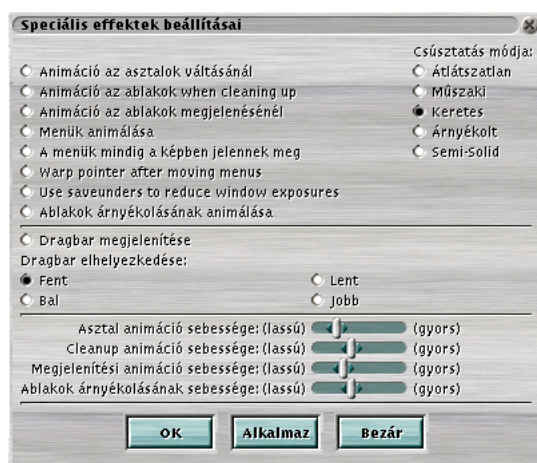 Speciális effektek beállításai
Csúsztatás módja:
Animáció az asztalok váltásánál
Átlátszatlan
Animáció az ablakok when cleaning up
Műszaki
Animáció az ablakok megjelenésénél
Keretes
Menük animálása
Árnyékolt
A menük mindig a képben jelennek meg
Semi-Solid
Warp pointer after moving menus
Use saveunders to reduce window exposures
Ablakok árnyékolásának animálása
Dragbar megjelenítése
Dragbar elhelyezkedése:
Fent
Lent
Bal
Jobb
Asztal animáció sebessége: (lassú) (gyors)
Cleanup animáció sebessége: (lassú) (gyors)
Megjelenítési animáció sebessége: (lassú) (gyors)
Ablakok árnyékolásának sebessége: (lassú) (gyors)
OK
Alkalmaz
Bezár